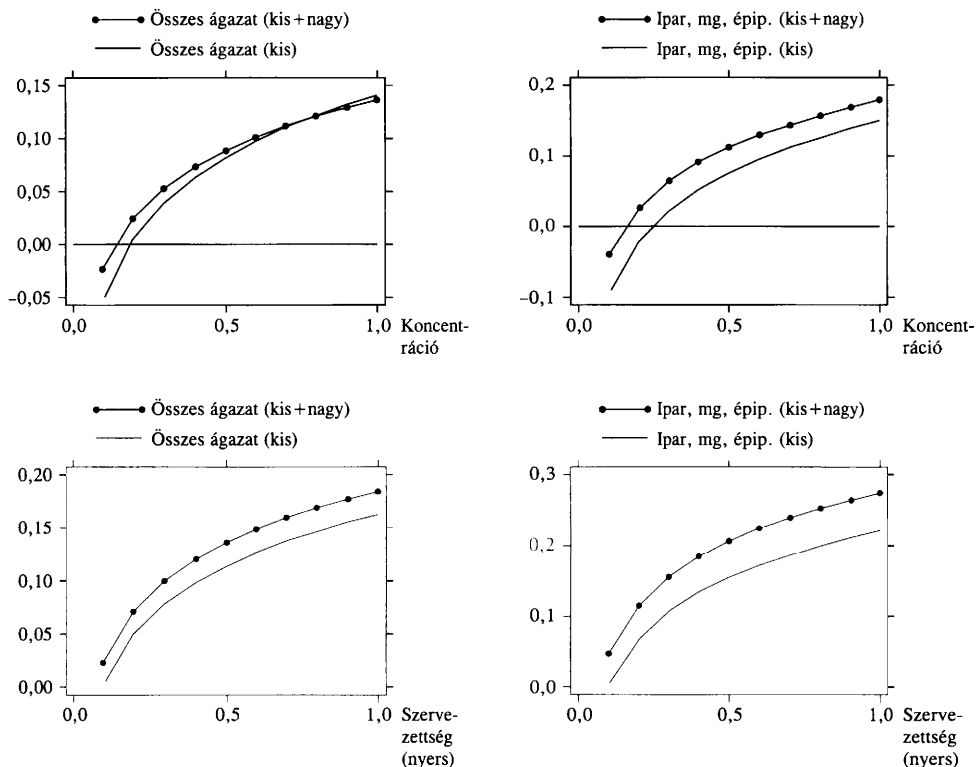 Összes ágazat (kis+nagy)
Összes ágazat (kis)
0,15
0,10
0,05
0,00
−0,05
0,0
0,5
1,0
Koncent-
ráció
Ipar, mg, épip. (kis+nagy)
Ipar, mg, épip. (kis)
0,2
0,1
0,0
−0,1
0,0
0,5
1,0
Koncent-
ráció
Összes ágazat (kis+nagy)
Összes ágazat (kis)
0,20
0,15
0,10
0,05
0,00
0,0
0,5
1,0
Szerve-
zettség
(nyers)
Ipar, mg, épip. (kis+nagy)
Ipar, mg, épip. (kis)
0,3
0,2
0,1
0,0
0,0
0,5
1,0
Szerve-
zettség
(nyers)